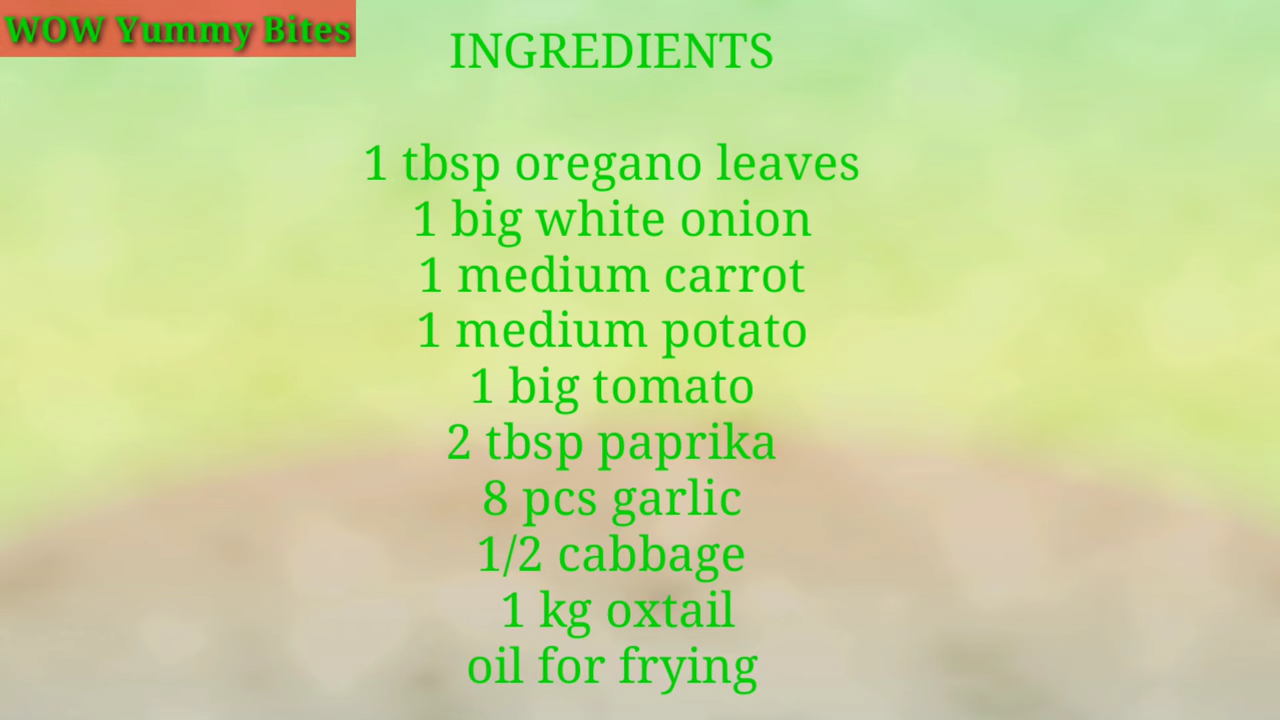 WOW Yummy Bites
INGREDIENTS
1 tbsp oregano leaves
1 big white onion
1 medium carrot
1 medium potato
1 big tomato
2 tbsp paprika
8 pcs garlic
1/2 cabbage
1 kg oxtail
oil for frying